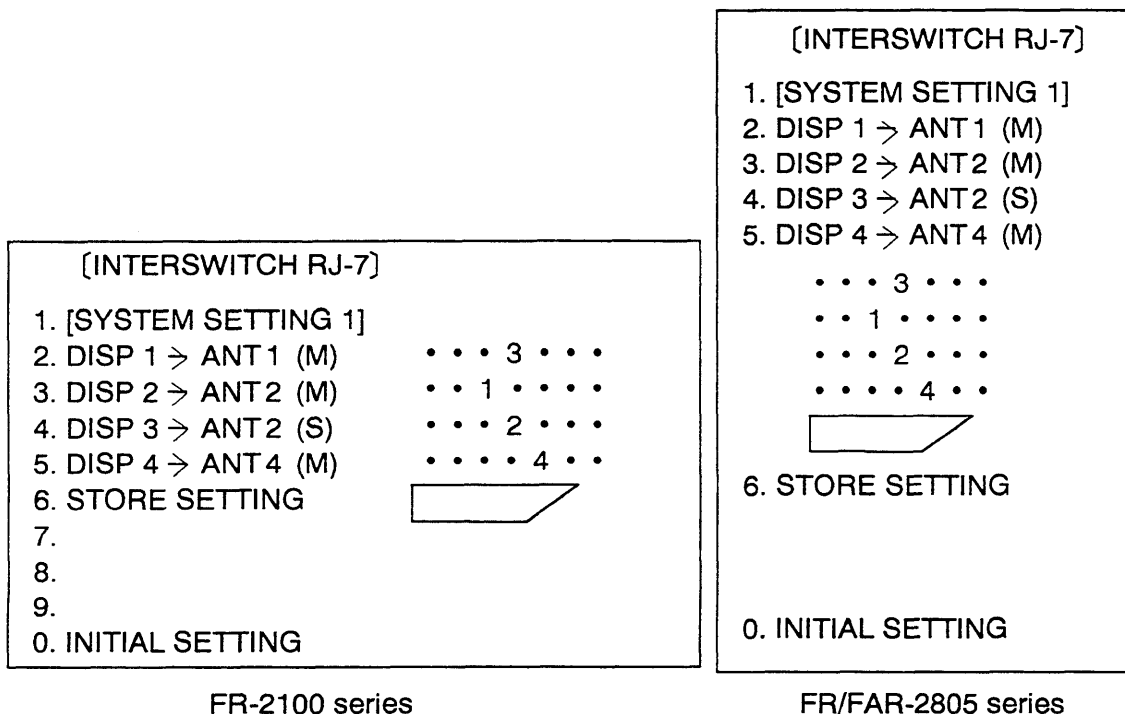 〔INTERSWITCH RJ-7〕
1. [SYSTEM SETTING 1]
2. DISP 1 → ANT 1 (M)
3. DISP 2 → ANT 2 (M)
4. DISP 3 → ANT 2 (S)
5. DISP 4 → ANT 4 (M)
6. STORE SETTING
7.
8.
9.
0. INITIAL SETTING
• • • 3 • • •
• • 1 • • • •
• • • 2 • • •
• • • • 4 • •
FR-2100 series
〔INTERSWITCH RJ-7〕
1. [SYSTEM SETTING 1]
2. DISP 1 → ANT 1 (M)
3. DISP 2 → ANT 2 (M)
4. DISP 3 → ANT 2 (S)
5. DISP 4 → ANT 4 (M)
• • • 3 • • •
• • 1 • • • •
• • • 2 • • •
• • • • 4 • •
6. STORE SETTING
0. INITIAL SETTING
FR/FAR-2805 series